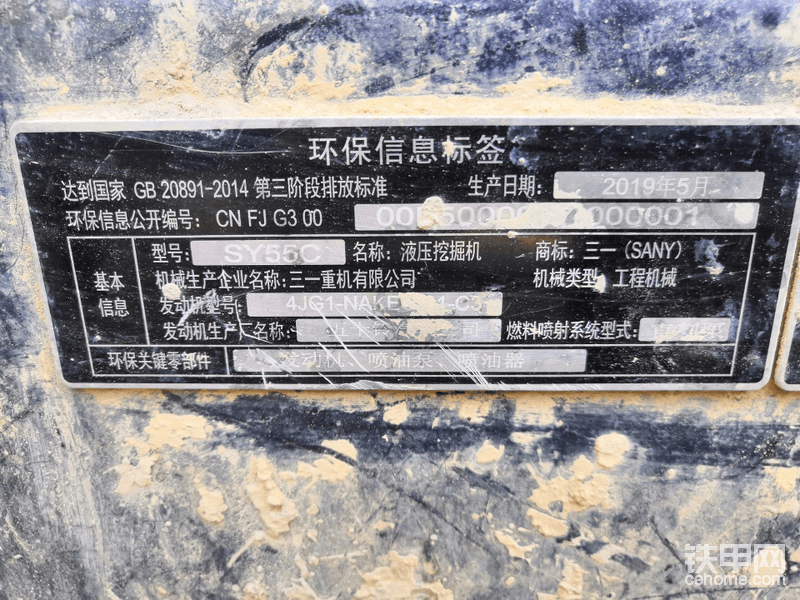 环保信息标签
达到国家 GB 20891-2014 第三阶段排放标准 生产日期: 2019年5月
环保信息公开编号: CN FJ G3 00
型号: SY55C 名称: 液压挖掘机 商标: 三一 (SANY)
基本信息
机械生产企业名称: 三一重机有限公司 机械类型: 工程机械
发动机型号: 4JG1-
发动机生产厂名称: 燃料喷射系统型式:
环保关键零部件 发动机、喷油泵、喷油器
铁甲网
cehome.com